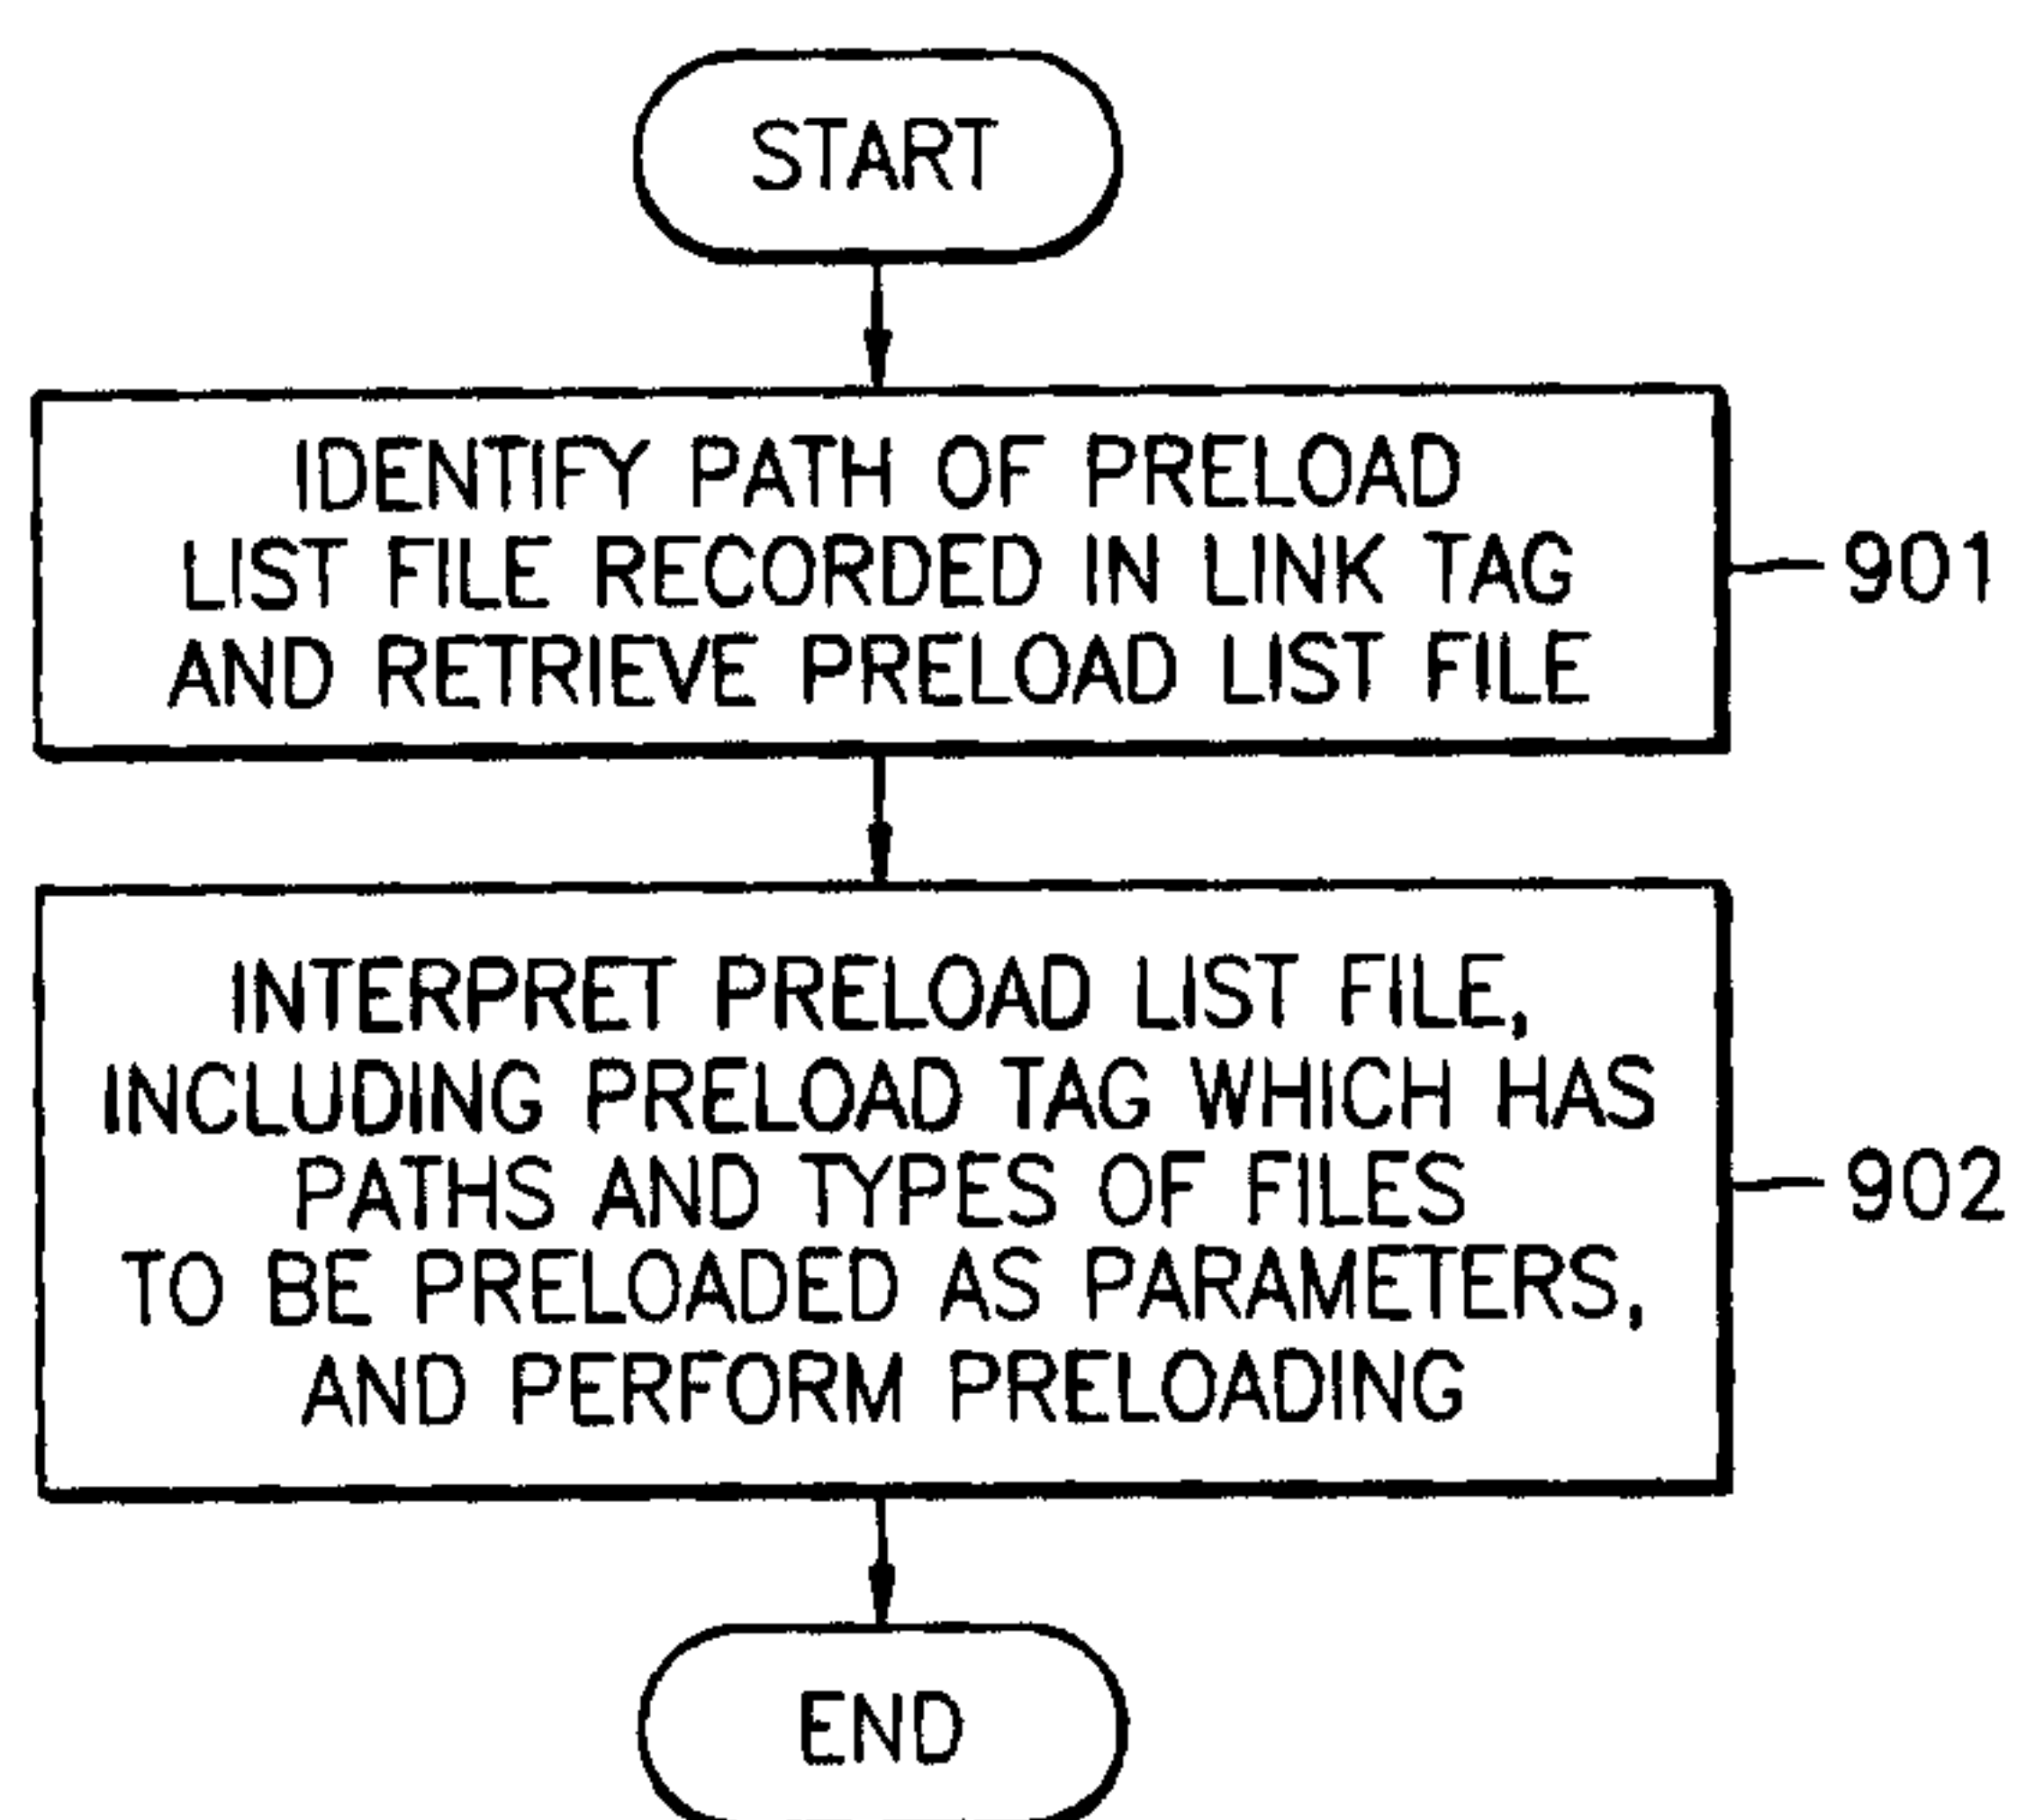 START
IDENTIFY PATH OF PRELOAD
LIST FILE RECORDED IN LINK TAG
AND RETRIEVE PRELOAD LIST FILE
901
INTERPRET PRELOAD LIST FILE,
INCLUDING PRELOAD TAG WHICH HAS
PATHS AND TYPES OF FILES
TO BE PRELOADED AS PARAMETERS,
AND PERFORM PRELOADING
902
END